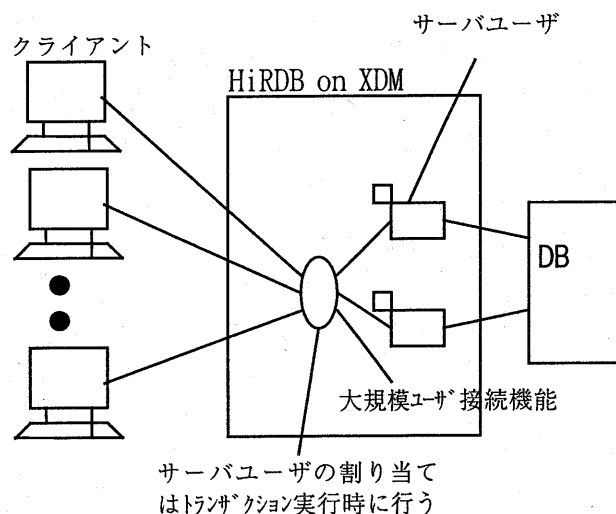 サーバユーザ
クライアント
HiRDB on XDM
DB
大規模ﾕｰｻﾞ接続機能
サーバユーザの割り当て
はﾄﾗﾝｻﾞｸｼｮﾝ実行時に行う